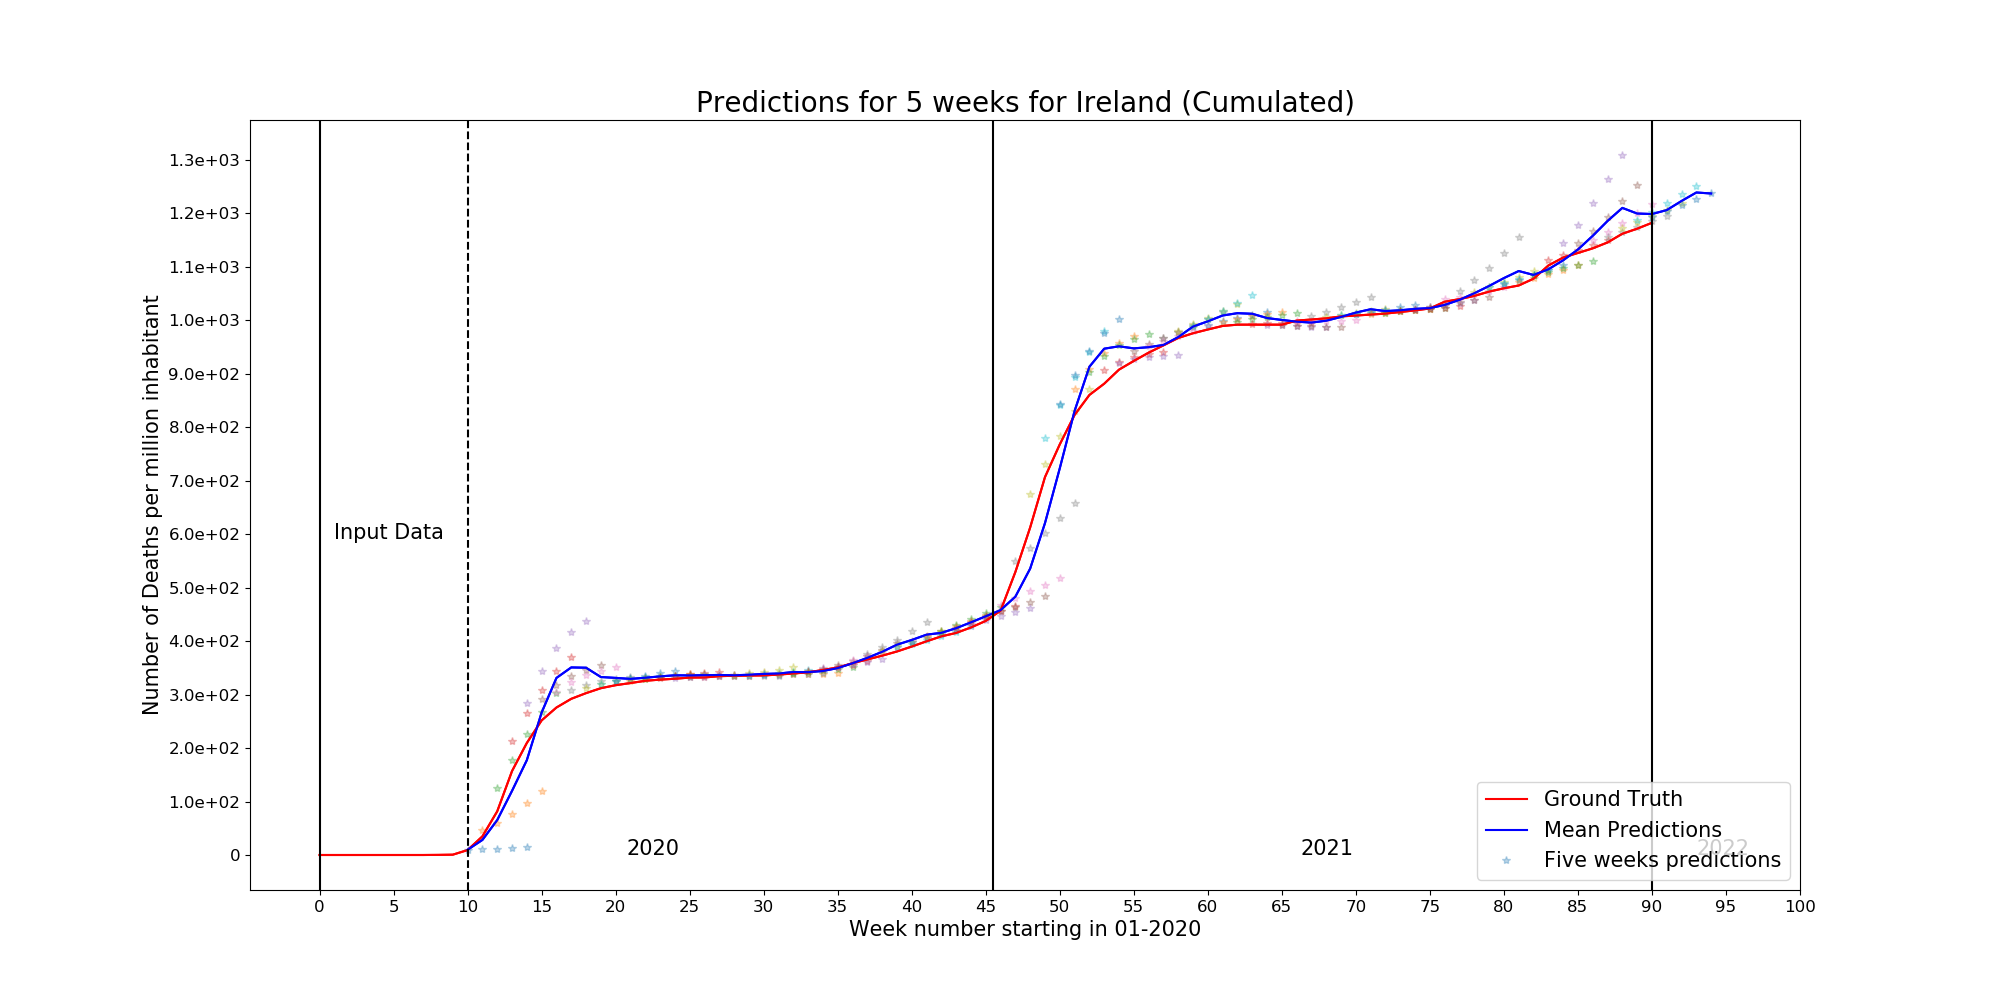 Predictions for 5 weeks for Ireland (Cumulated)
Number of Deaths per million inhabitant
1.3e+03
1.2e+03
1.1e+03
1.0e+03
9.0e+02
8.0e+02
7.0e+02
6.0e+02
5.0e+02
4.0e+02
3.0e+02
2.0e+02
1.0e+02
0
Input Data
2020
2021
2022
Ground Truth
Mean Predictions
Five weeks predictions
0 5 10 15 20 25 30 35 40 45 50 55 60 65 70 75 80 85 90 95 100
Week number starting in 01-2020